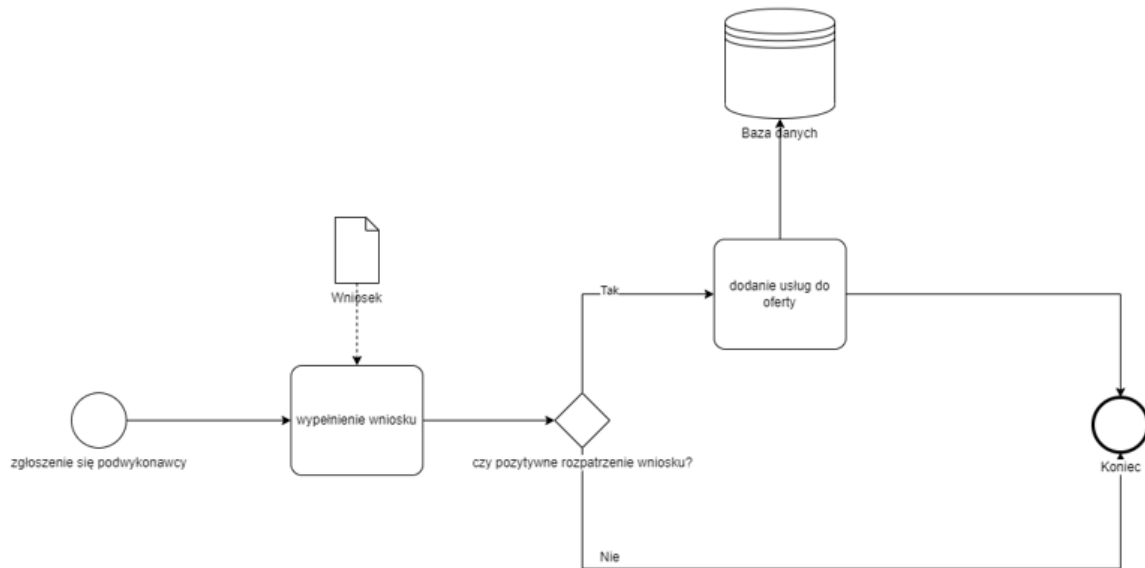 Baza danych
Wniosek
Tak
dodanie usług do
oferty
wypełnienie wniosku
zgłoszenie się podwykonawcy
czy pozytywne rozpatrzenie wniosku?
Koniec
Nie